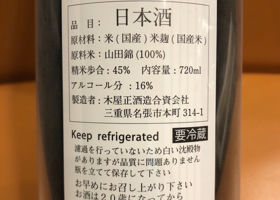 品目：日本酒
原材料：米（国産）米麹（国産米）
原料米：山田錦（100%）
精米歩合：45%　内容量：720ml
アルコール分：16%
製造者：木屋正酒造合資会社
三重県名張市本町 314-1
Keep refrigerated 要冷蔵
濾過を行っていないため白い沈殿物
がありますが品質に問題ありません
瓶を立てて保存して下さい
お早めにお召し上がり下さい
お酒は２０歳になってから